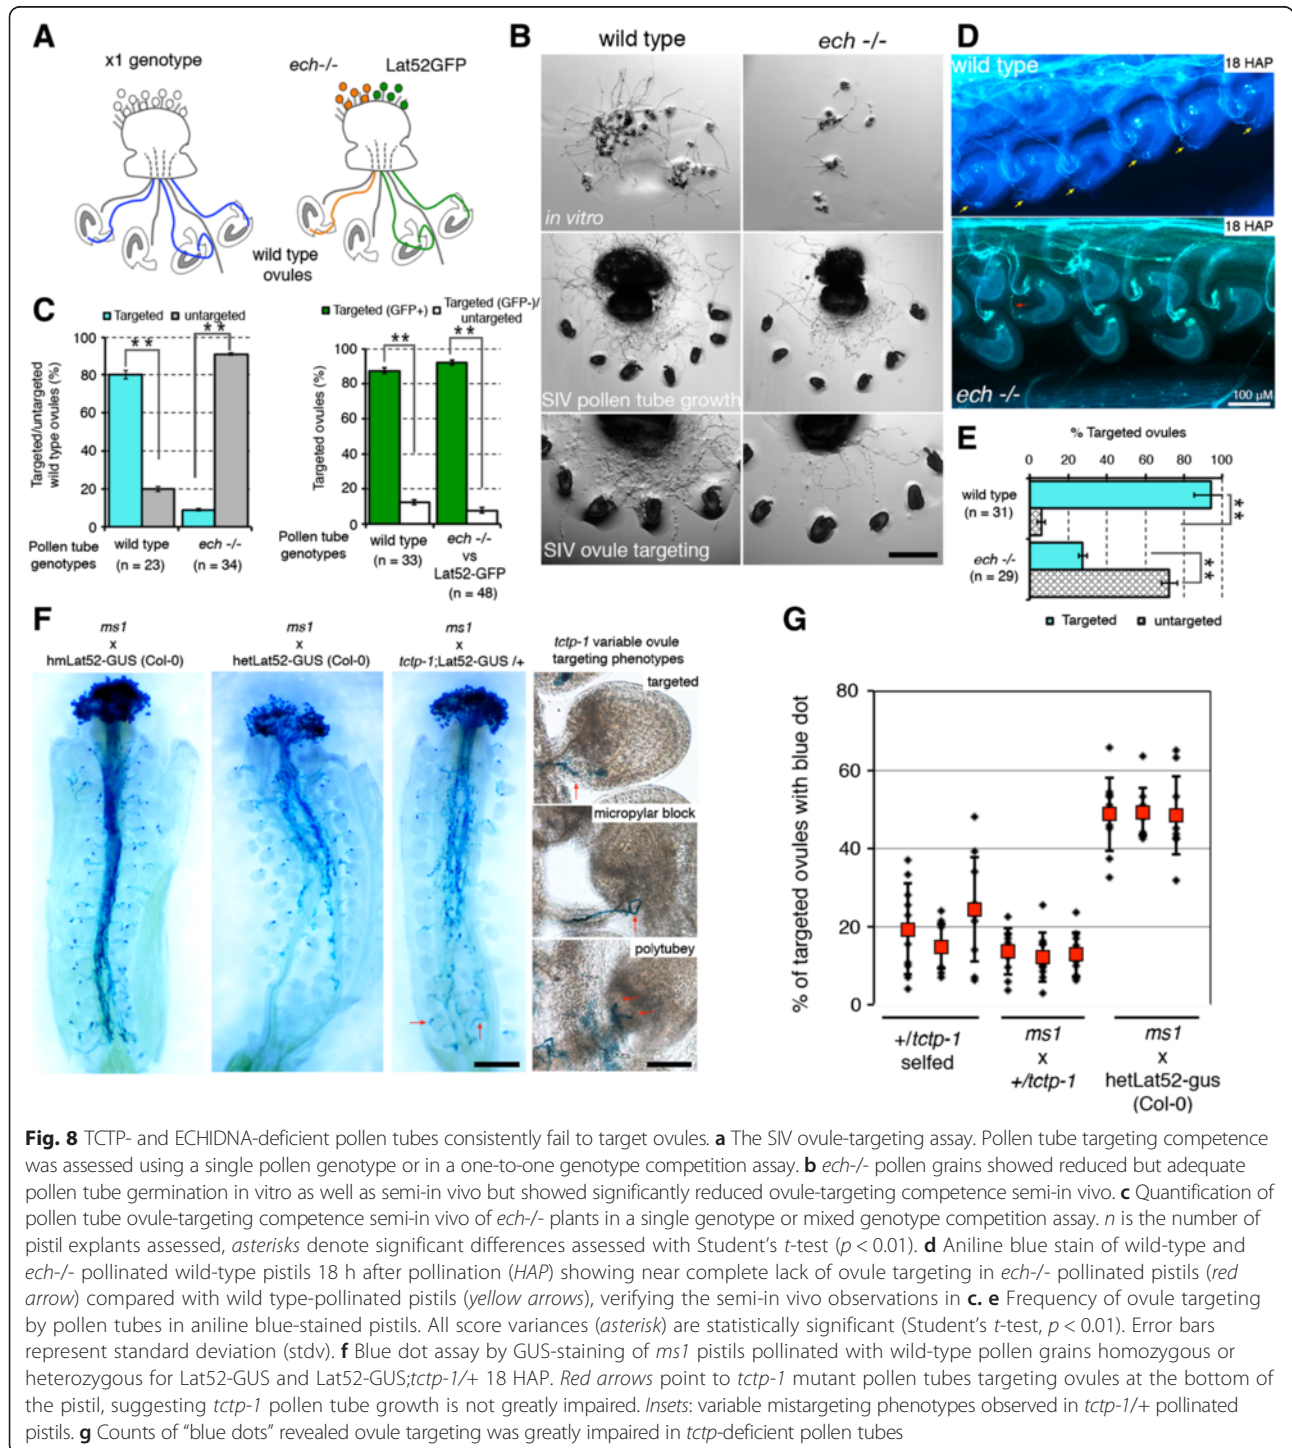 A
x1 genotype
ech-/-
Lat52GFP
wild type
ovules
B
wild type
ech -/-
in vitro
SIV pollen tube growth
SIV ovule targeting
D
wild type
18 HAP
18 HAP
ech -/-
100 µM
C
Targeted
untargeted
Targeted/untargeted
wild type ovules (%)
100
80
60
40
20
0
**
**
Pollen tube
genotypes
wild type
(n = 23)
ech -/-
(n = 34)
Targeted (GFP+)
Targeted (GFP-)/
untargeted
Targeted ovules (%)
100
80
60
40
20
0
**
**
Pollen tube
genotypes
wild type
(n = 33)
ech -/-
vs
Lat52-GFP
(n = 48)
E
% Targeted ovules
0 20 40 60 80 100
wild type
(n = 31)
ech -/-
(n = 29)
**
**
Targeted
untargeted
F
ms1
x
hmLat52-GUS (Col-0)
ms1
x
hetLat52-GUS (Col-0)
ms1
x
tctp-1;Lat52-GUS /+
tctp-1 variable ovule
targeting phenotypes
targeted
micropylar block
polytubey
G
% of targeted ovules with blue dot
80
60
40
20
0
+/tctp-1
selfed
ms1
x
+/tctp-1
ms1
x
hetLat52-gus
(Col-0)
Fig. 8 TCTP- and ECHIDNA-deficient pollen tubes consistently fail to target ovules. a The SIV ovule-targeting assay. Pollen tube targeting competence
was assessed using a single pollen genotype or in a one-to-one genotype competition assay. b ech-/- pollen grains showed reduced but adequate
pollen tube germination in vitro as well as semi-in vivo but showed significantly reduced ovule-targeting competence semi-in vivo. c Quantification of
pollen tube ovule-targeting competence semi-in vivo of ech-/- plants in a single genotype or mixed genotype competition assay. n is the number of
pistil explants assessed, asterisks denote significant differences assessed with Student's t-test (p < 0.01). d Aniline blue stain of wild-type and
ech-/- pollinated wild-type pistils 18 h after pollination (HAP) showing near complete lack of ovule targeting in ech-/- pollinated pistils (red
arrow) compared with wild type-pollinated pistils (yellow arrows), verifying the semi-in vivo observations in c. e Frequency of ovule targeting
by pollen tubes in aniline blue-stained pistils. All score variances (asterisk) are statistically significant (Student's t-test, p < 0.01). Error bars
represent standard deviation (stdv). f Blue dot assay by GUS-staining of ms1 pistils pollinated with wild-type pollen grains homozygous or
heterozygous for Lat52-GUS and Lat52-GUS;tctp-1/+ 18 HAP. Red arrows point to tctp-1 mutant pollen tubes targeting ovules at the bottom of
the pistil, suggesting tctp-1 pollen tube growth is not greatly impaired. Insets: variable mistargeting phenotypes observed in tctp-1/+ pollinated
pistils. g Counts of "blue dots" revealed ovule targeting was greatly impaired in tctp-deficient pollen tubes